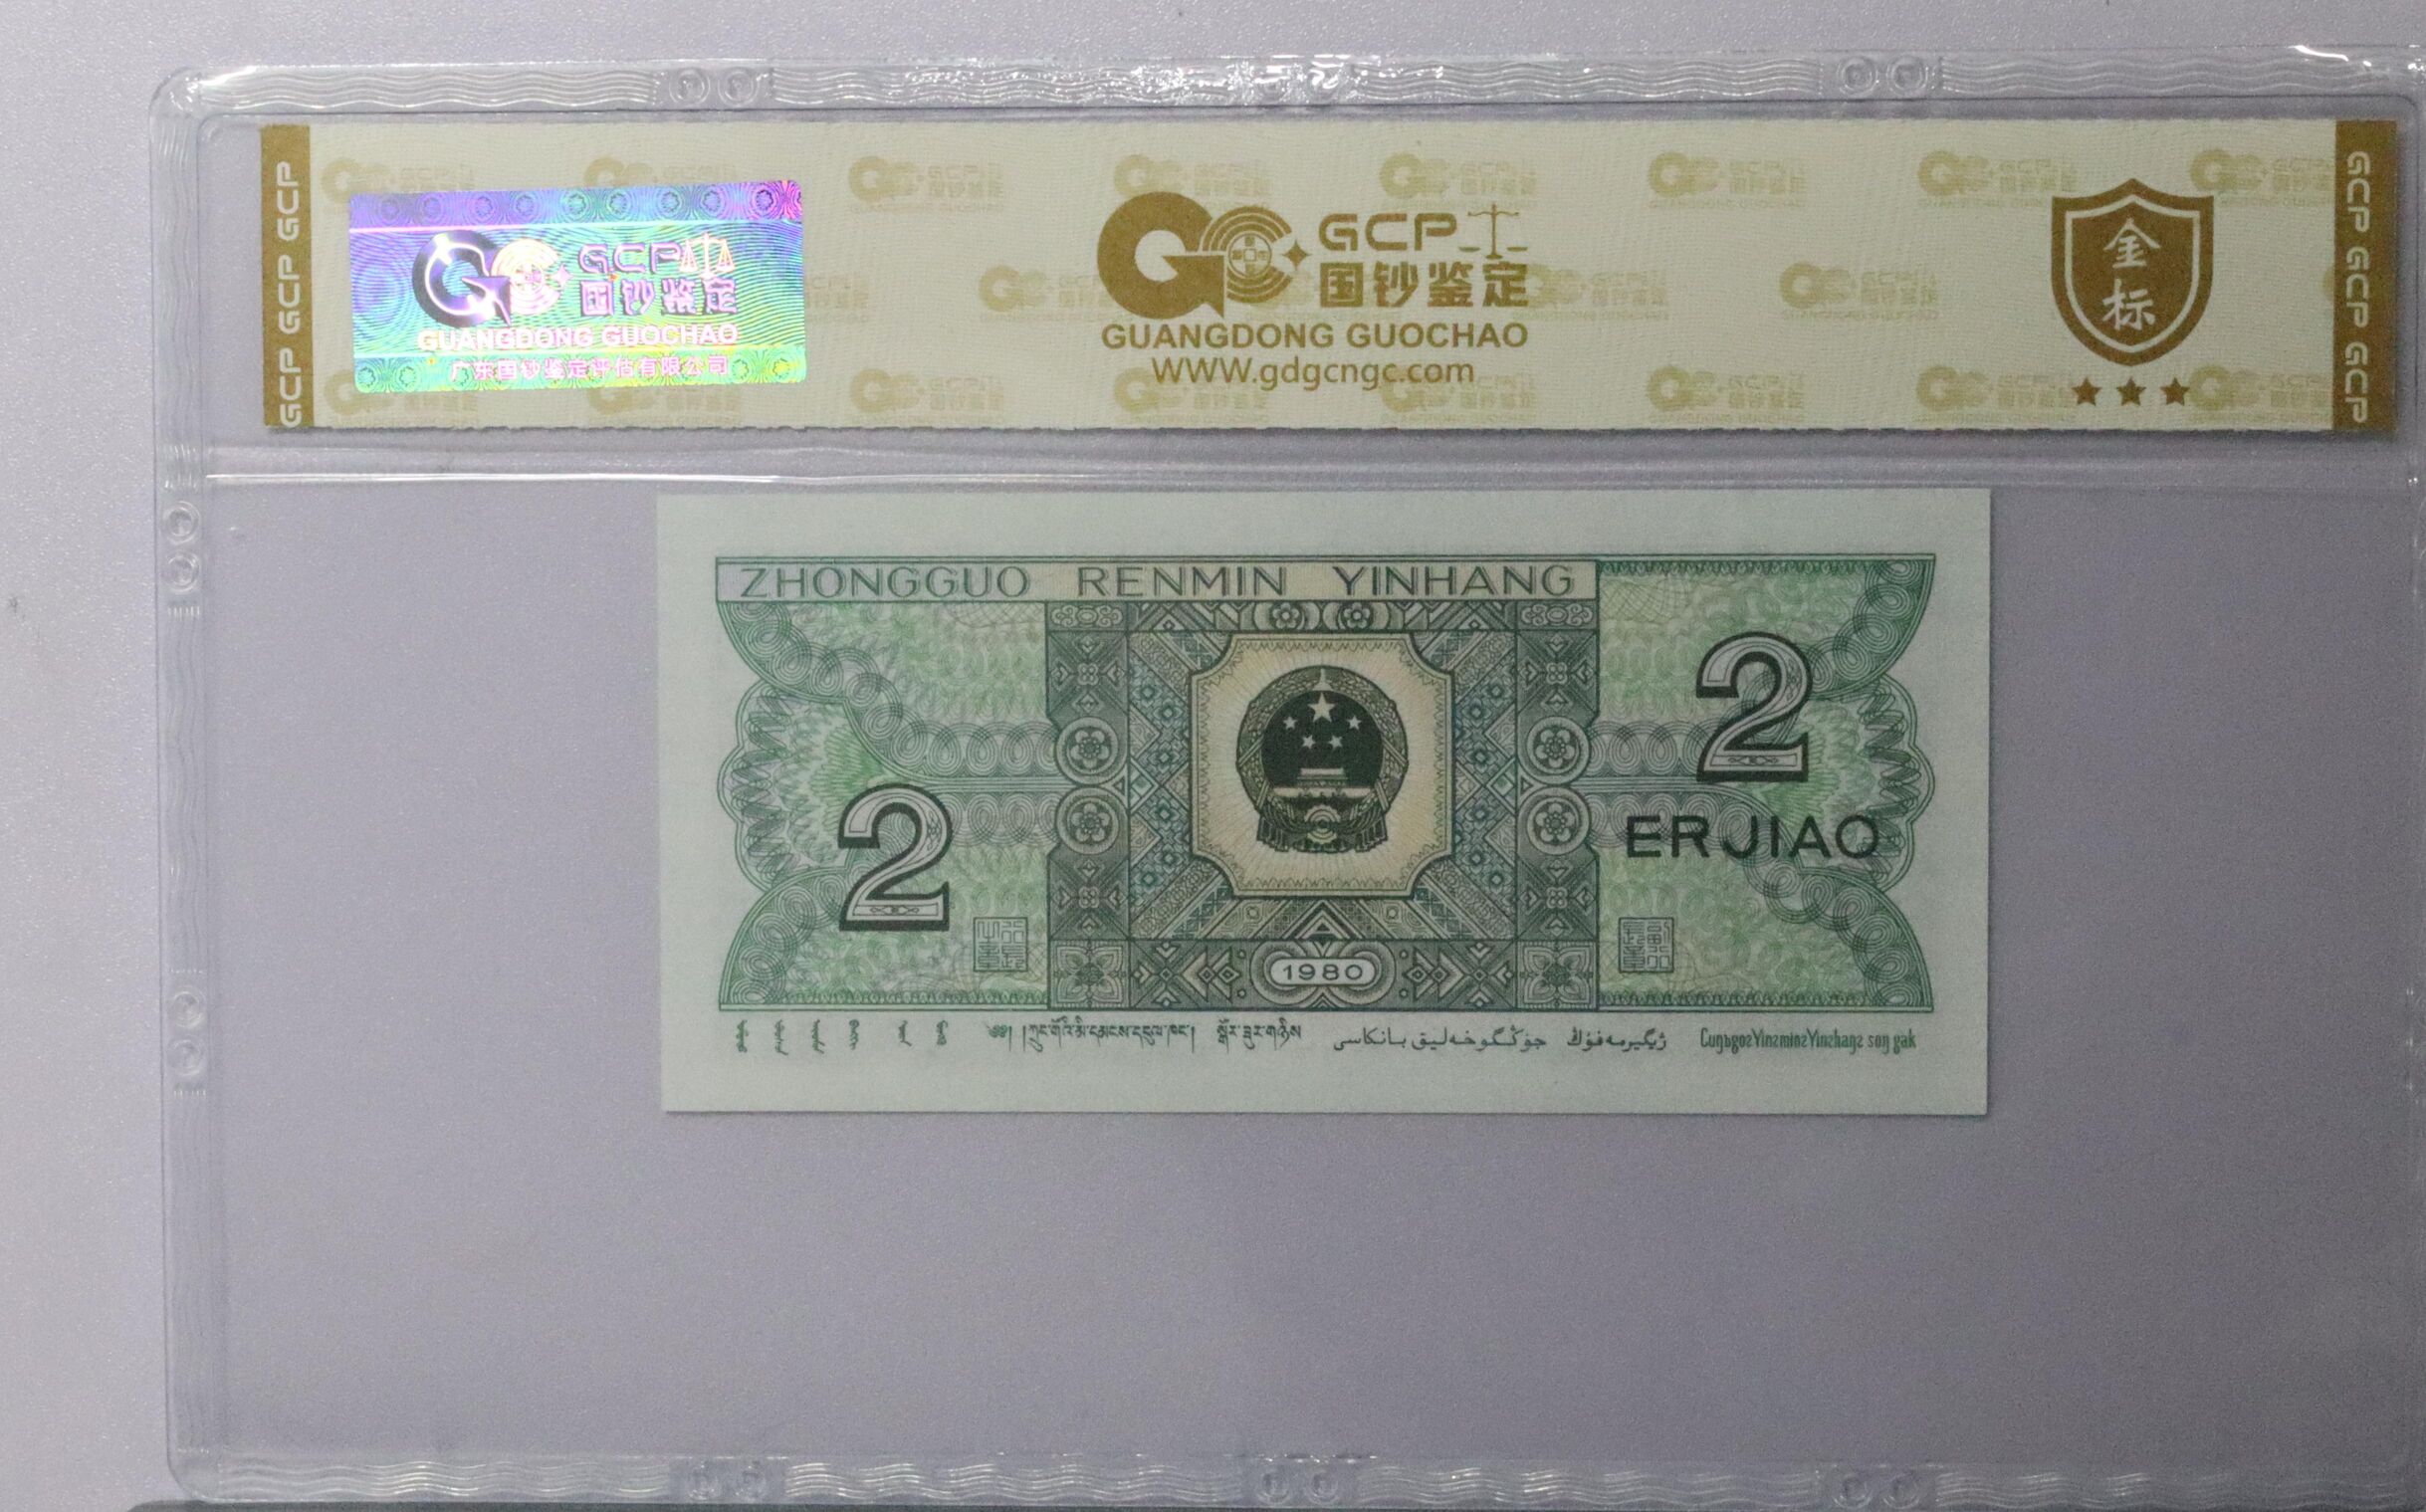 GCP GCP GCP
GCP
国钞鉴定
GUANGDONG GUOCHAO
广东国钞鉴定评估有限公司
GCP
国钞鉴定
GUANGDONG GUOCHAO
WWW.gdgcngc.com
金标
GCP GCP GCP
ZHONGGUO RENMIN YINHANG
2
ERJIAO
2
1980
جۇڭگوخەلىق بانكاسى